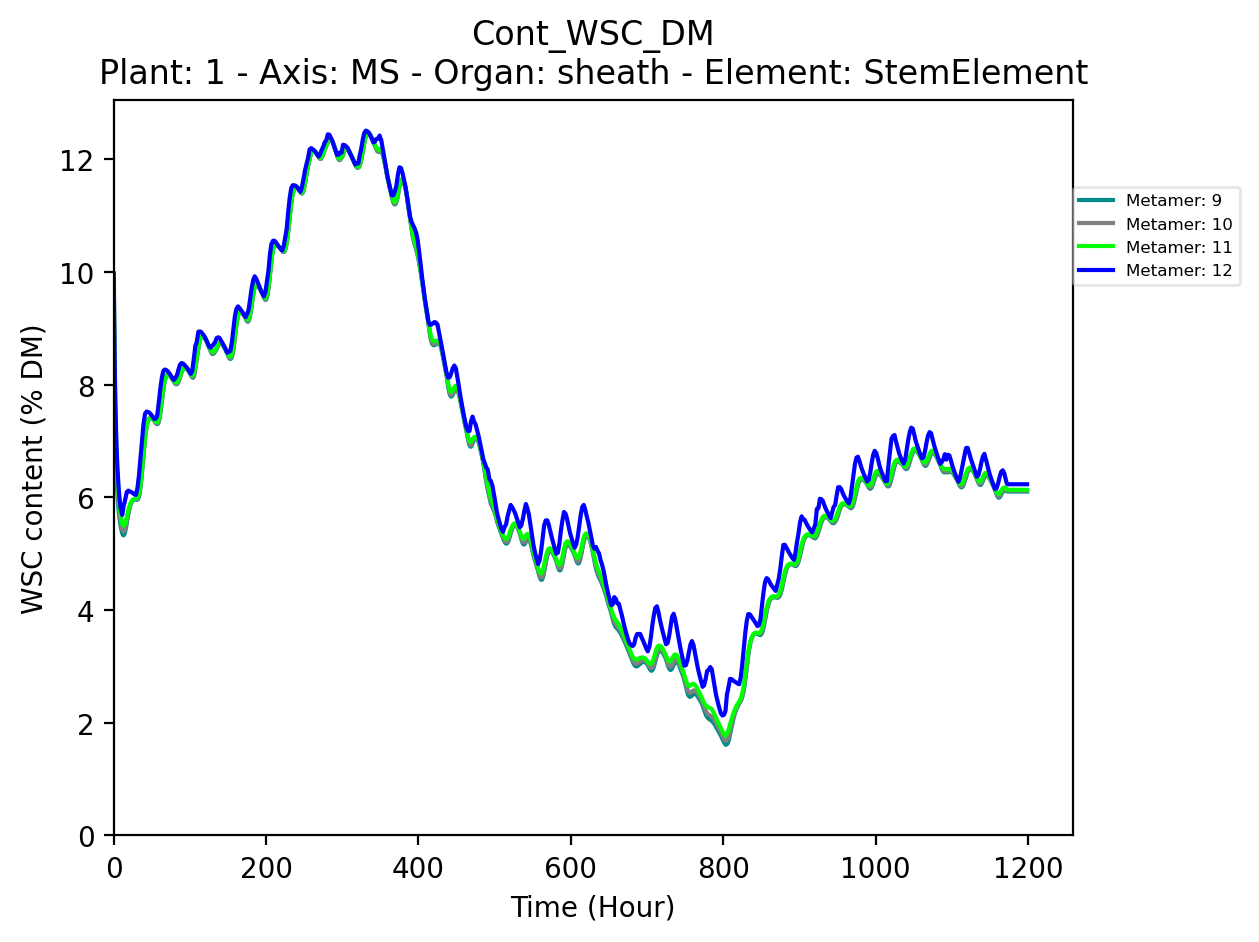 Cont_WSC_DM
Plant: 1 - Axis: MS - Organ: sheath - Element: StemElement
12
10
8
6
4
2
0
WSC content (% DM)
Metamer: 9
Metamer: 10
Metamer: 11
Metamer: 12
0 200 400 600 800 1000 1200
Time (Hour)